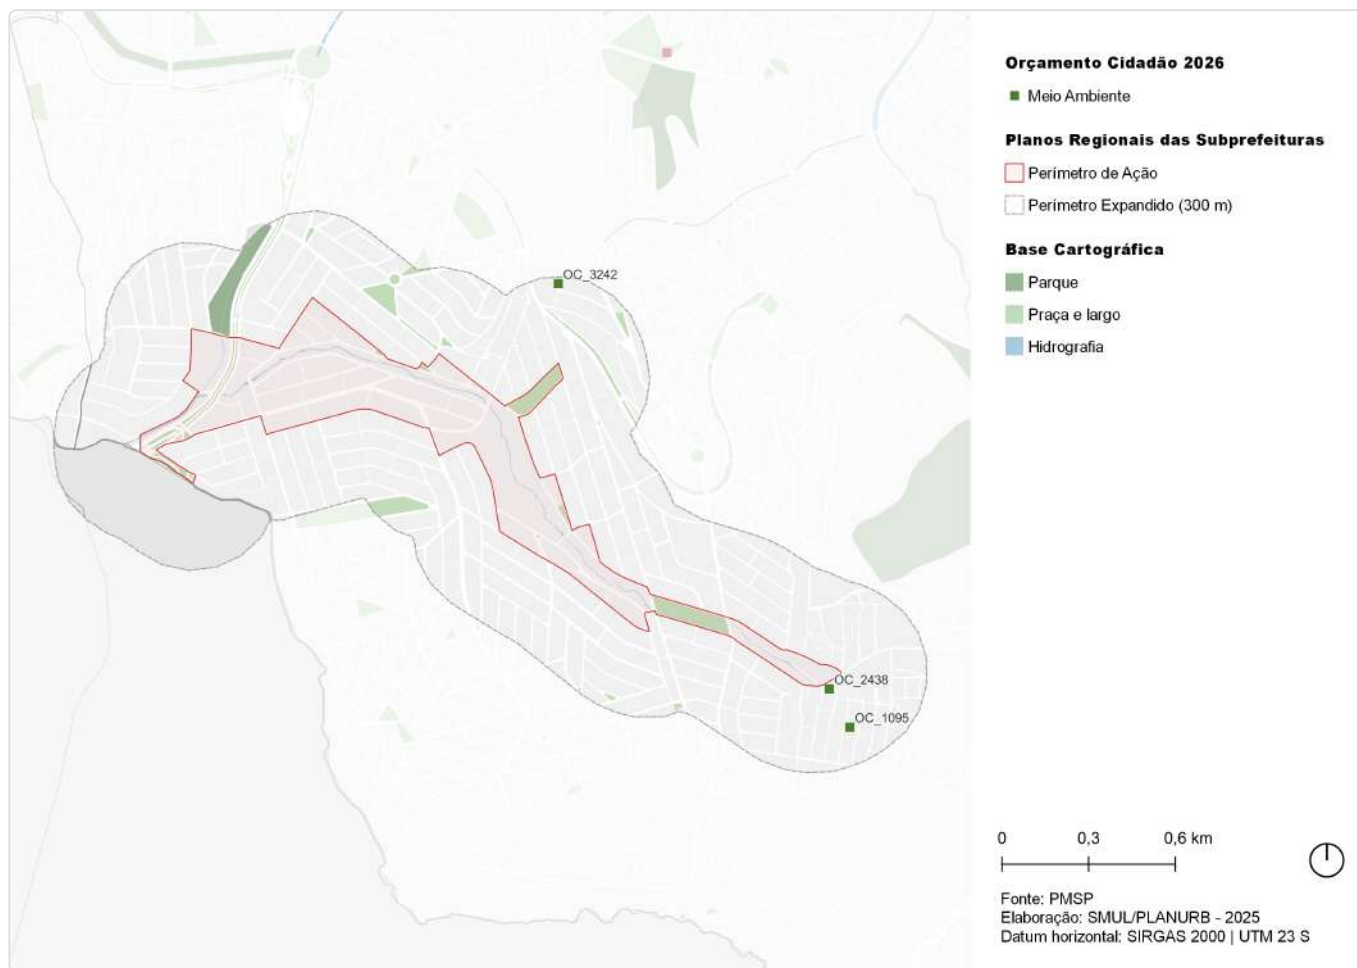 OC_3242
OC_2438
OC_1095
Orçamento Cidadão 2026
Meio Ambiente
Planos Regionais das Subprefeituras
Perímetro de Ação
Perímetro Expandido (300 m)
Base Cartográfica
Parque
Praça e largo
Hidrografia
0 0,3 0,6 km
Fonte: PMSP
Elaboração: SMUL/PLANURB - 2025
Datum horizontal: SIRGAS 2000 | UTM 23 S